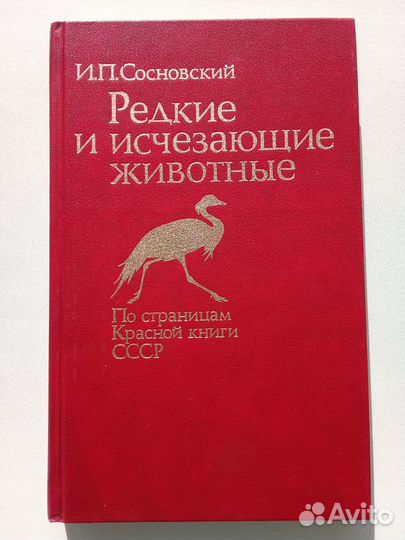 И.П.Сосновский
Редкие
и исчезающие
животные
По страницам
Красной книги
СССР
Avito